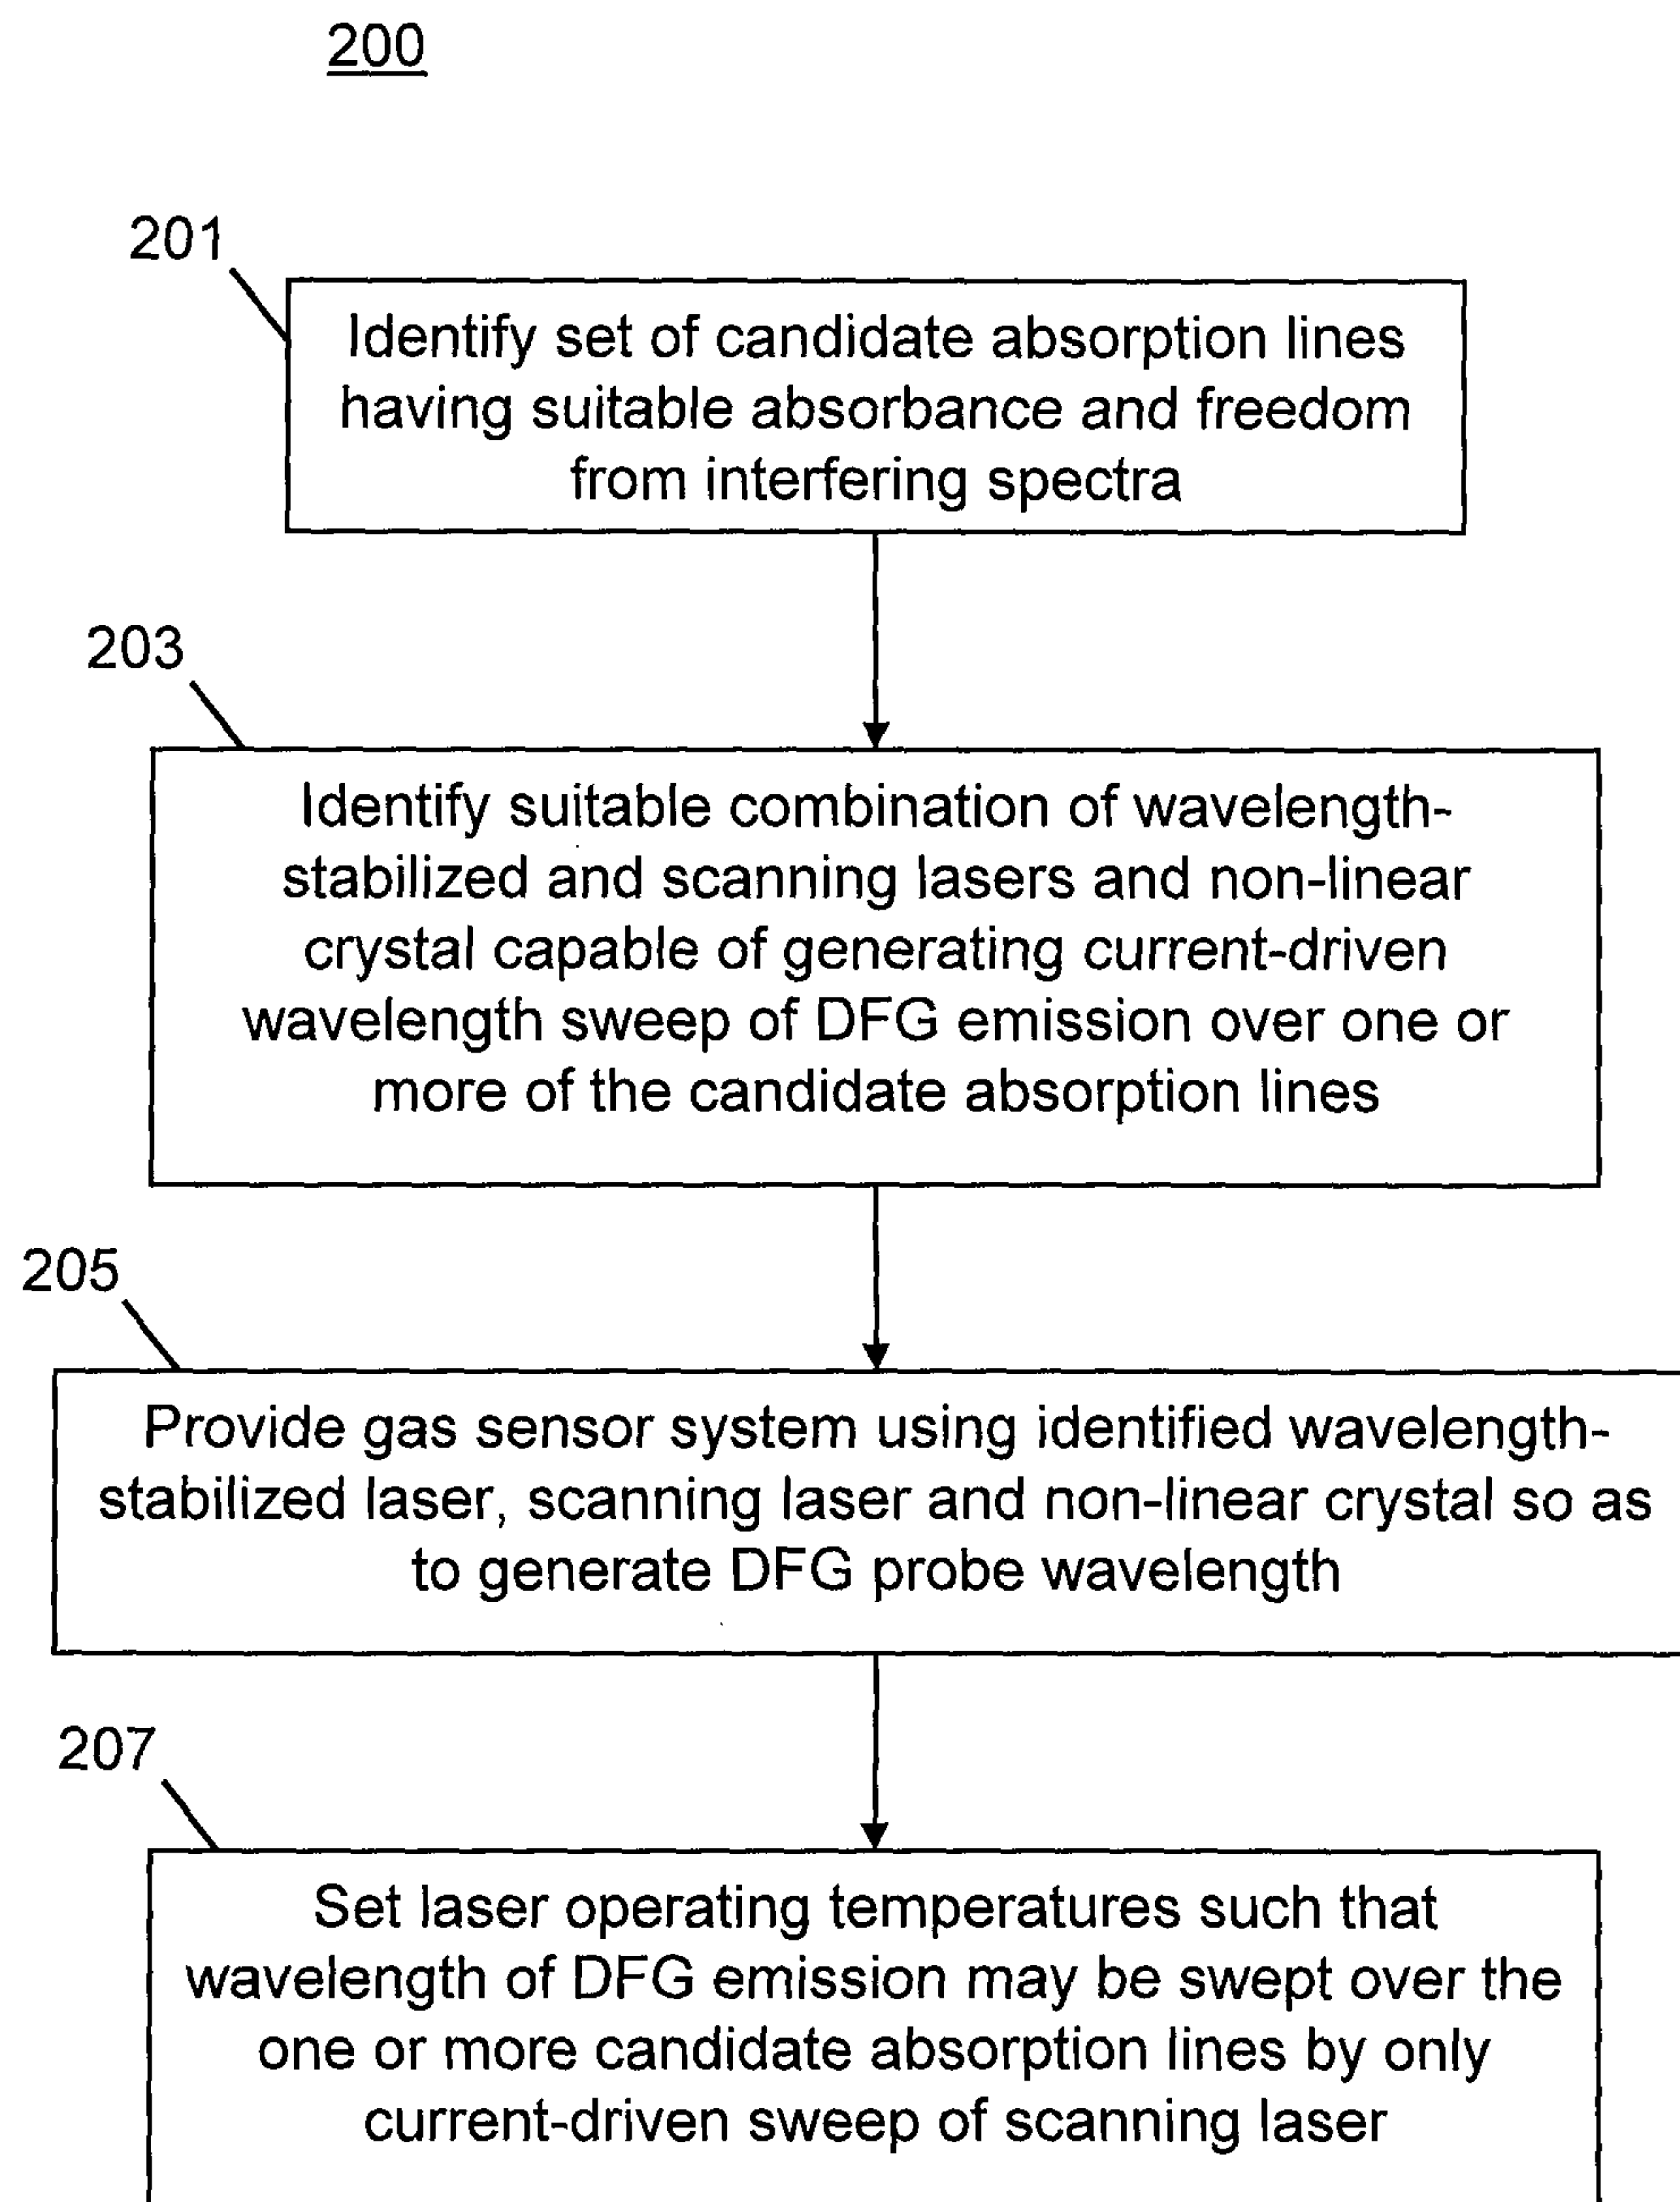 200
201
Identify set of candidate absorption lines
having suitable absorbance and freedom
from interfering spectra
203
Identify suitable combination of wavelength-
stabilized and scanning lasers and non-linear
crystal capable of generating current-driven
wavelength sweep of DFG emission over one or
more of the candidate absorption lines
205
Provide gas sensor system using identified wavelength-
stabilized laser, scanning laser and non-linear crystal so as
to generate DFG probe wavelength
207
Set laser operating temperatures such that
wavelength of DFG emission may be swept over the
one or more candidate absorption lines by only
current-driven sweep of scanning laser